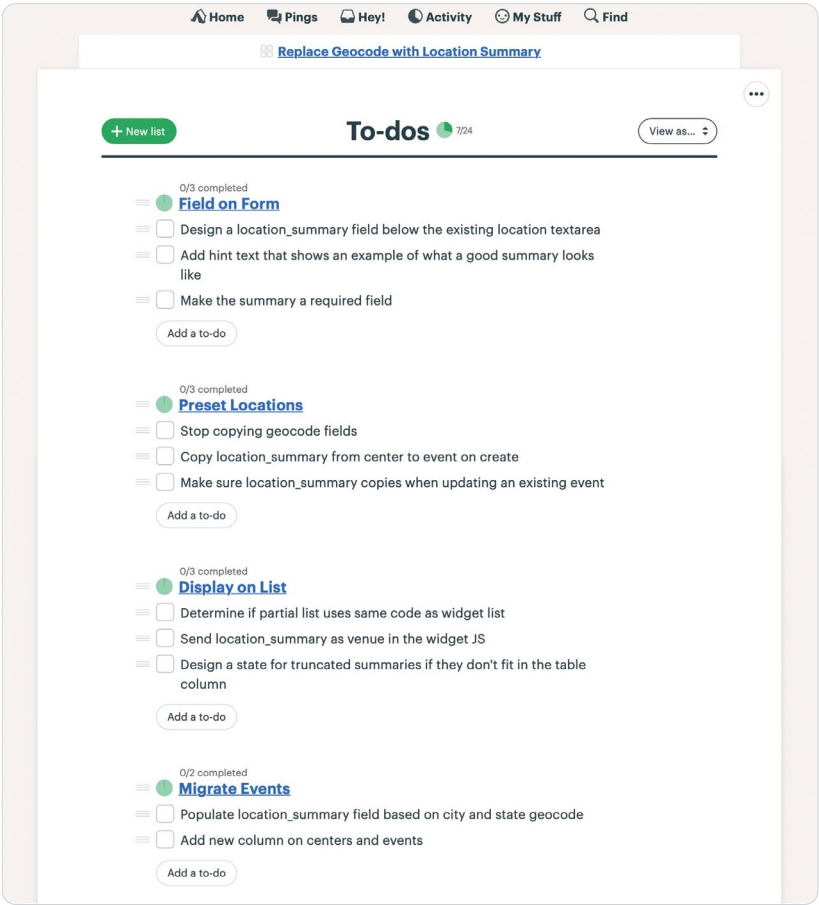 Home Pings Hey! Activity My Stuff Find
Replace Geocode with Location Summary
+ New list
To-dos 7/24
View as...
0/3 completed
Field on Form
Design a location_summary field below the existing location textarea
Add hint text that shows an example of what a good summary looks
like
Make the summary a required field
Add a to-do
0/3 completed
Preset Locations
Stop copying geocode fields
Copy location_summary from center to event on create
Make sure location_summary copies when updating an existing event
Add a to-do
0/3 completed
Display on List
Determine if partial list uses same code as widget list
Send location_summary as venue in the widget JS
Design a state for truncated summaries if they don't fit in the table
column
Add a to-do
0/2 completed
Migrate Events
Populate location_summary field based on city and state geocode
Add new column on centers and events
Add a to-do